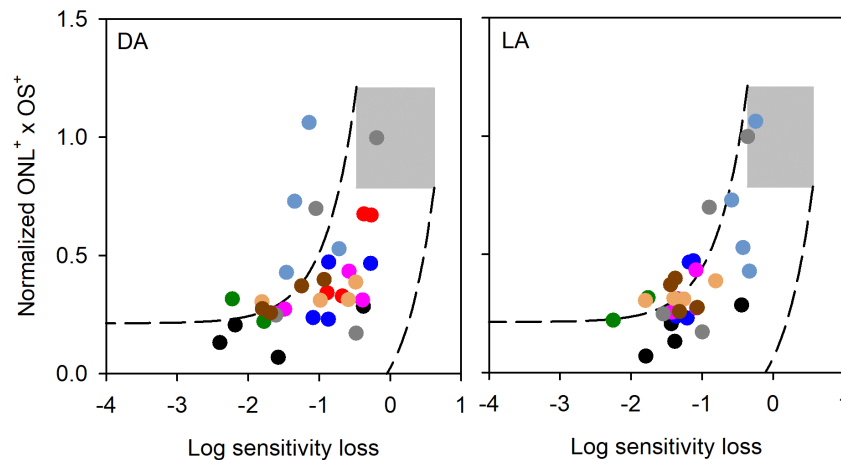 Normalized ONL+ x OS+
1.5
1.0
0.5
0.0
DA
LA
-4 -3 -2 -1 0 1
-4 -3 -2 -1 0 1
Log sensitivity loss
Log sensitivity loss